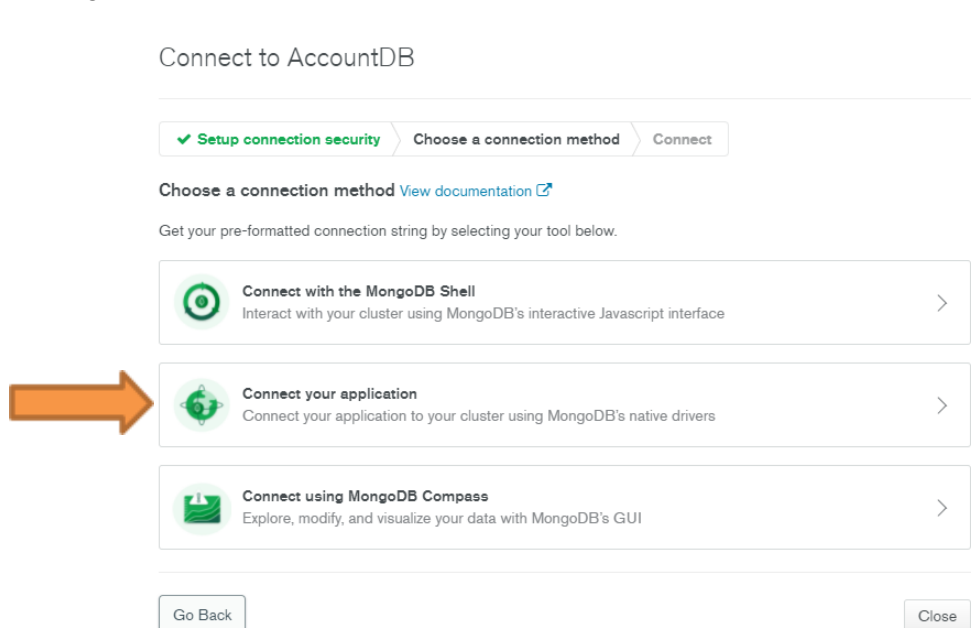 Connect to AccountDB
✔ Setup connection security Choose a connection method Connect
Choose a connection method View documentation
Get your pre-formatted connection string by selecting your tool below.
Connect with the MongoDB Shell
Interact with your cluster using MongoDB's interactive Javascript interface
Connect your application
Connect your application to your cluster using MongoDB's native drivers
Connect using MongoDB Compass
Explore, modify, and visualize your data with MongoDB's GUI
Go Back Close